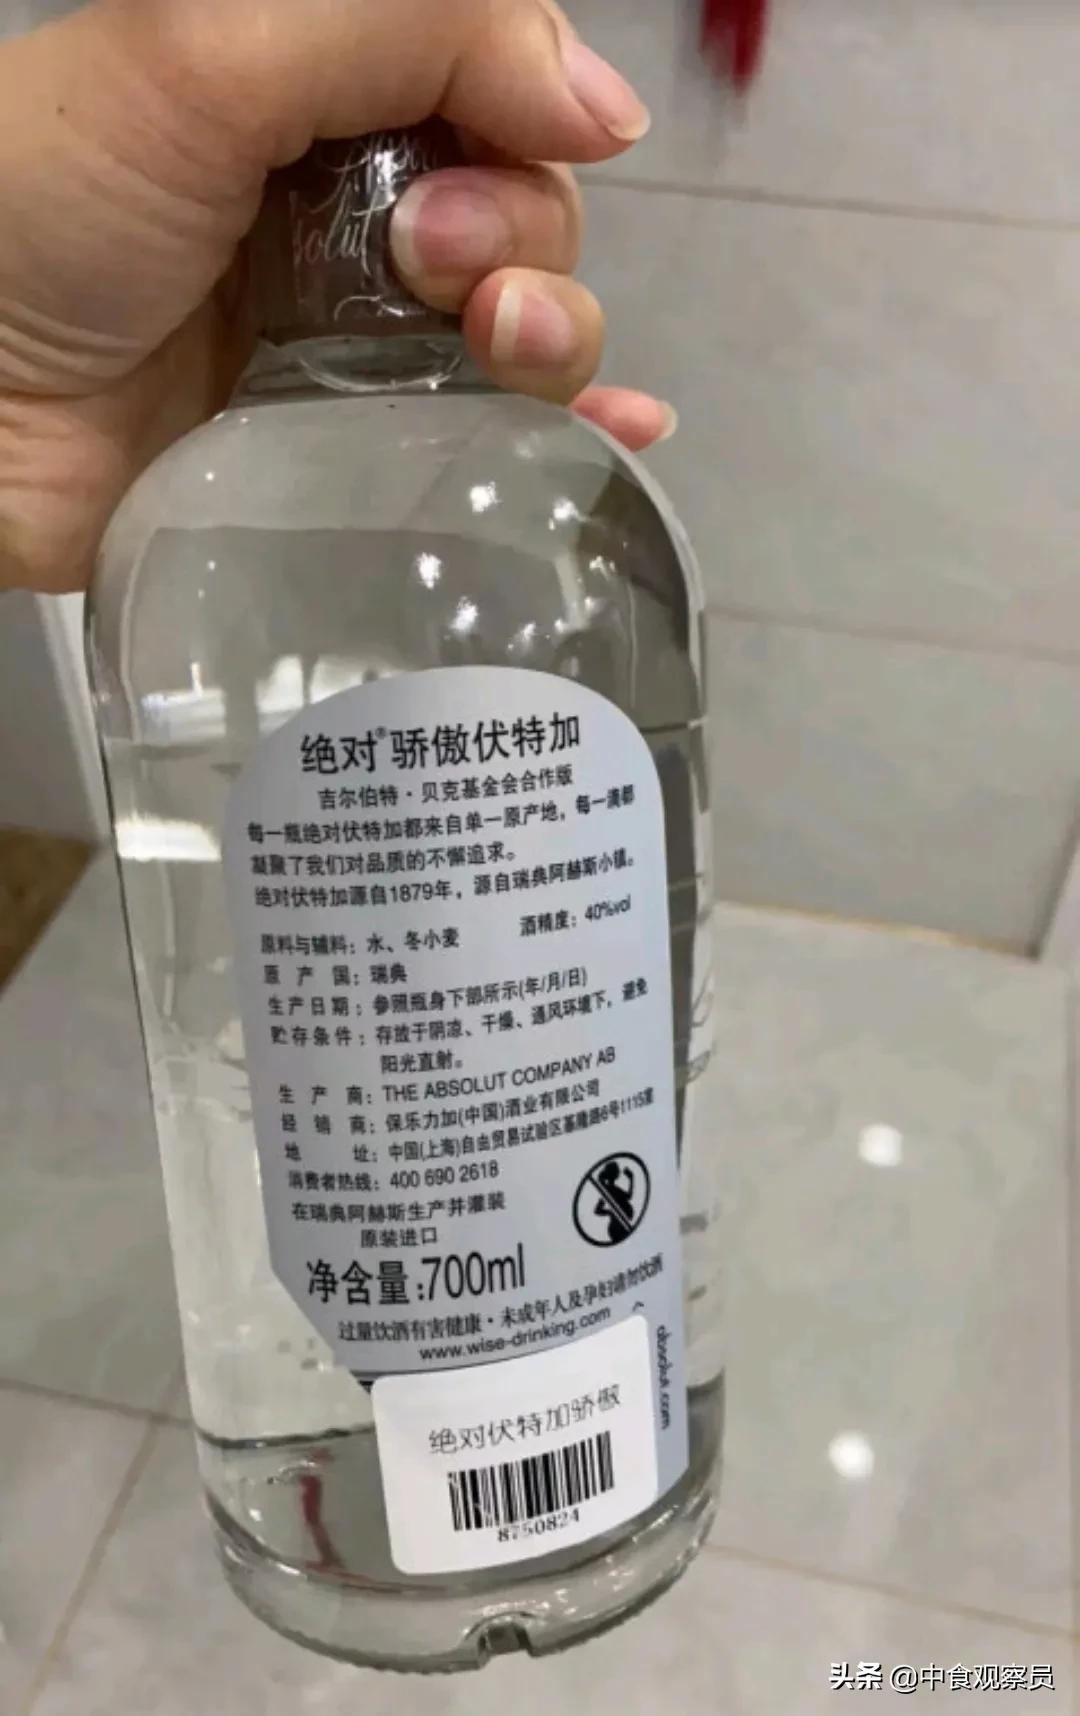 Absolut
solut
绝对®骄傲伏特加
吉尔伯特·贝克基金会合作版
每一瓶绝对伏特加都来自单一原产地，每一滴都
凝聚了我们对品质的不懈追求。
绝对伏特加源自1879年，源自瑞典阿赫斯小镇。
原料与辅料：水、冬小麦 酒精度：40%vol
原产国：瑞典
生产日期：参照瓶身下部所示(年/月/日)
贮存条件：存放于阴凉、干燥、通风环境下，避免
阳光直射。
生产商：THE ABSOLUT COMPANY AB
经销商：保乐力加(中国)酒业有限公司
地址：中国(上海)自由贸易试验区基隆路6号1115室
消费者热线：400 690 2618
在瑞典阿赫斯生产并灌装
原装进口
净含量:700ml
过量饮酒有害健康·未成年人及孕妇请勿饮酒
www.wise-drinking.com
absolut.com
绝对伏特加骄傲
8750824
头条 @中食观察员